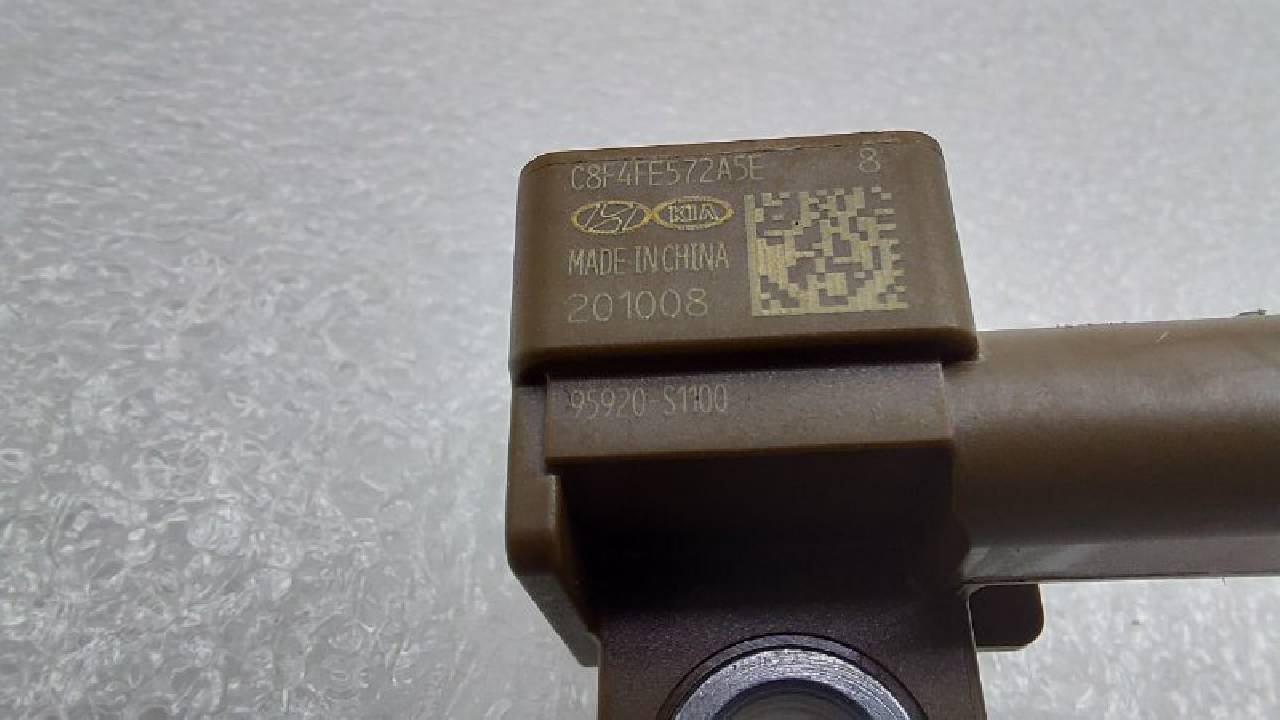 C8F4FE572A5E 8
KIA
MADE IN CHINA
201008
95920-S1100